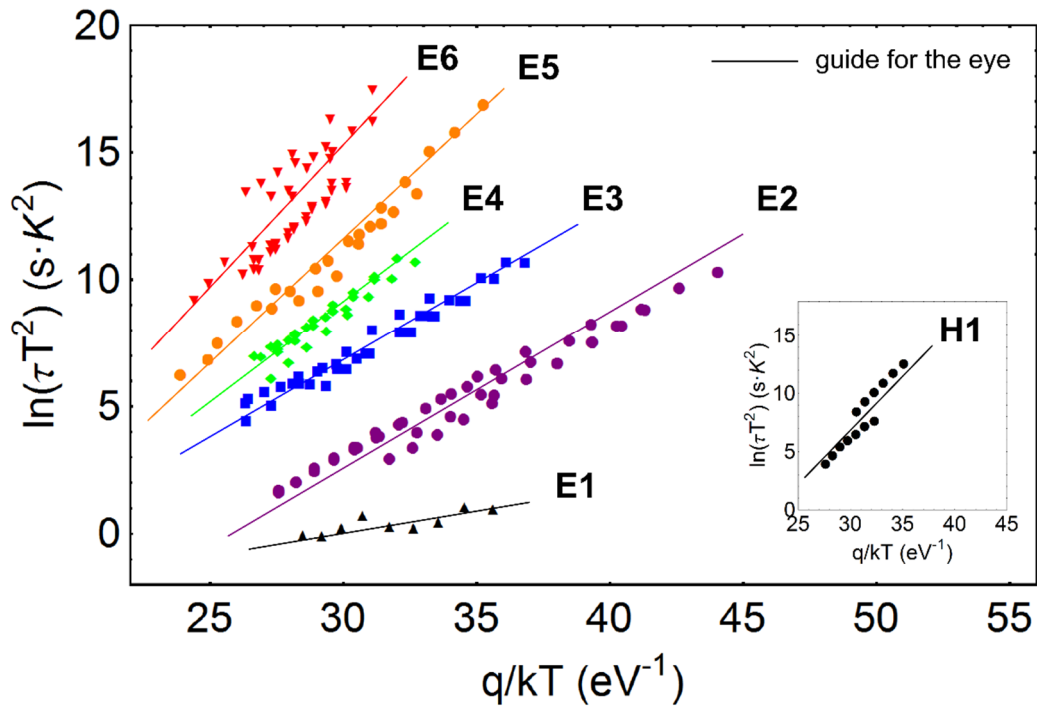 20
15
10
5
0
ln(τT²) (s·K²)
E6
E5
E4
E3
E2
E1
guide for the eye
H1
15
10
5
0
ln(τT²) (s·K²)
25 30 35 40 45
q/kT (eV⁻¹)
25 30 35 40 45 50 55
q/kT (eV⁻¹)